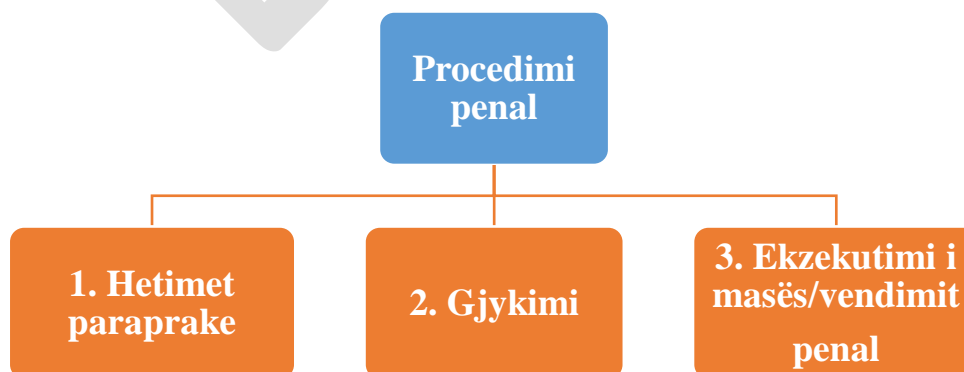 Procedimi
penal
1. Hetimet
paraprake
2. Gjykimi
3. Ekzekutimi i
masës/vendimit
penal